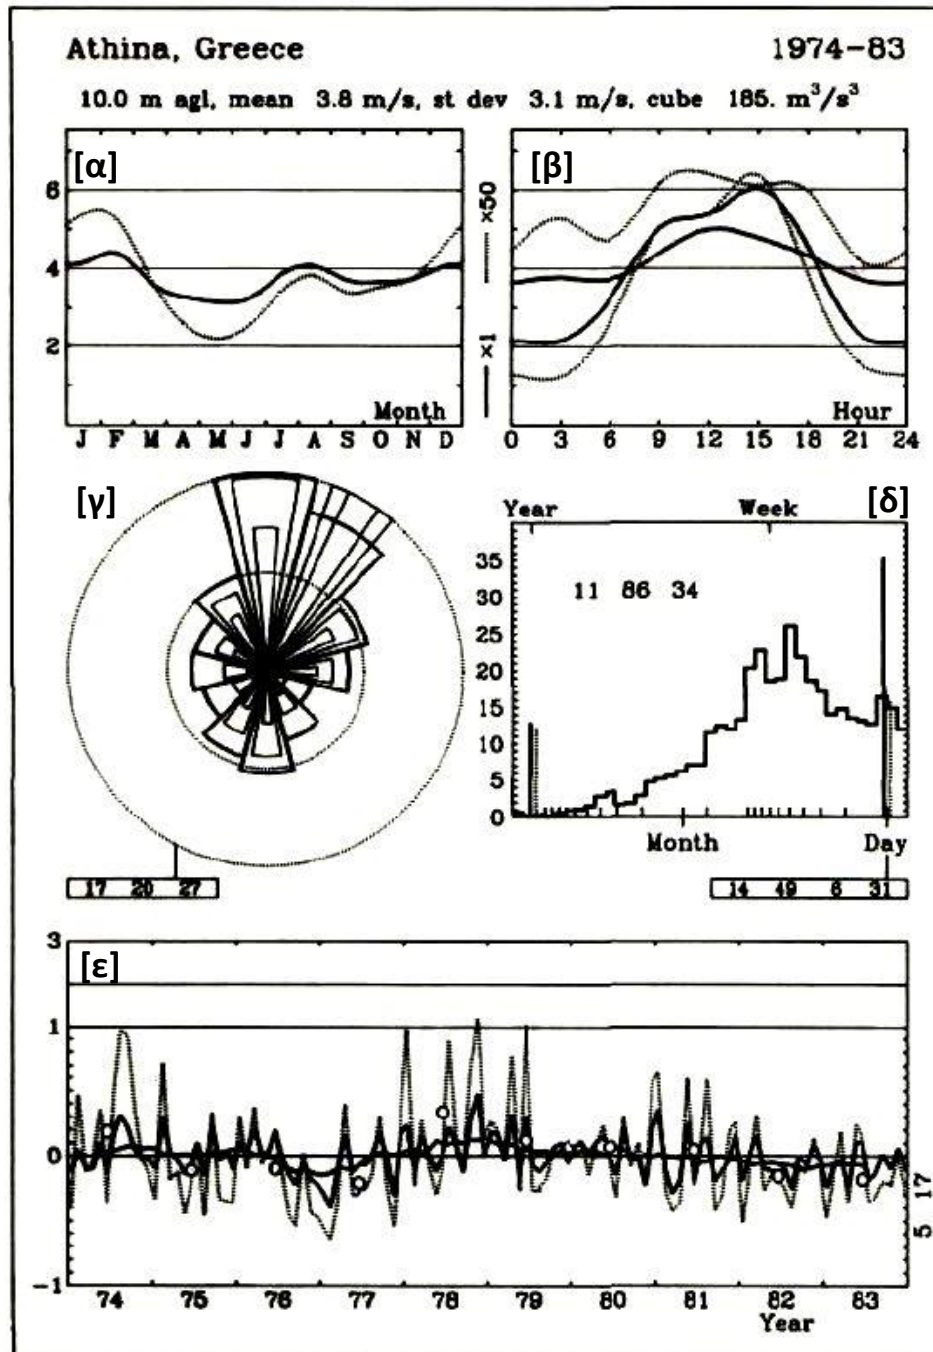 Athina, Greece 1974-83
10.0 m agl, mean 3.8 m/s, st dev 3.1 m/s, cube 185. m³/s³
[α]
6
4
2
J F M A M J J A S O N D
Month
×50
×1
[β]
Hour
0 3 6 9 12 15 18 21 24
[γ]
17 20 27
[δ]
Year Week
35
30
25
20
15
10
5
0
11 86 34
Month Day
14 49 6 31
[ε]
3
1
0
-1
74 75 76 77 78 79 80 81 82 83
Year
5 17